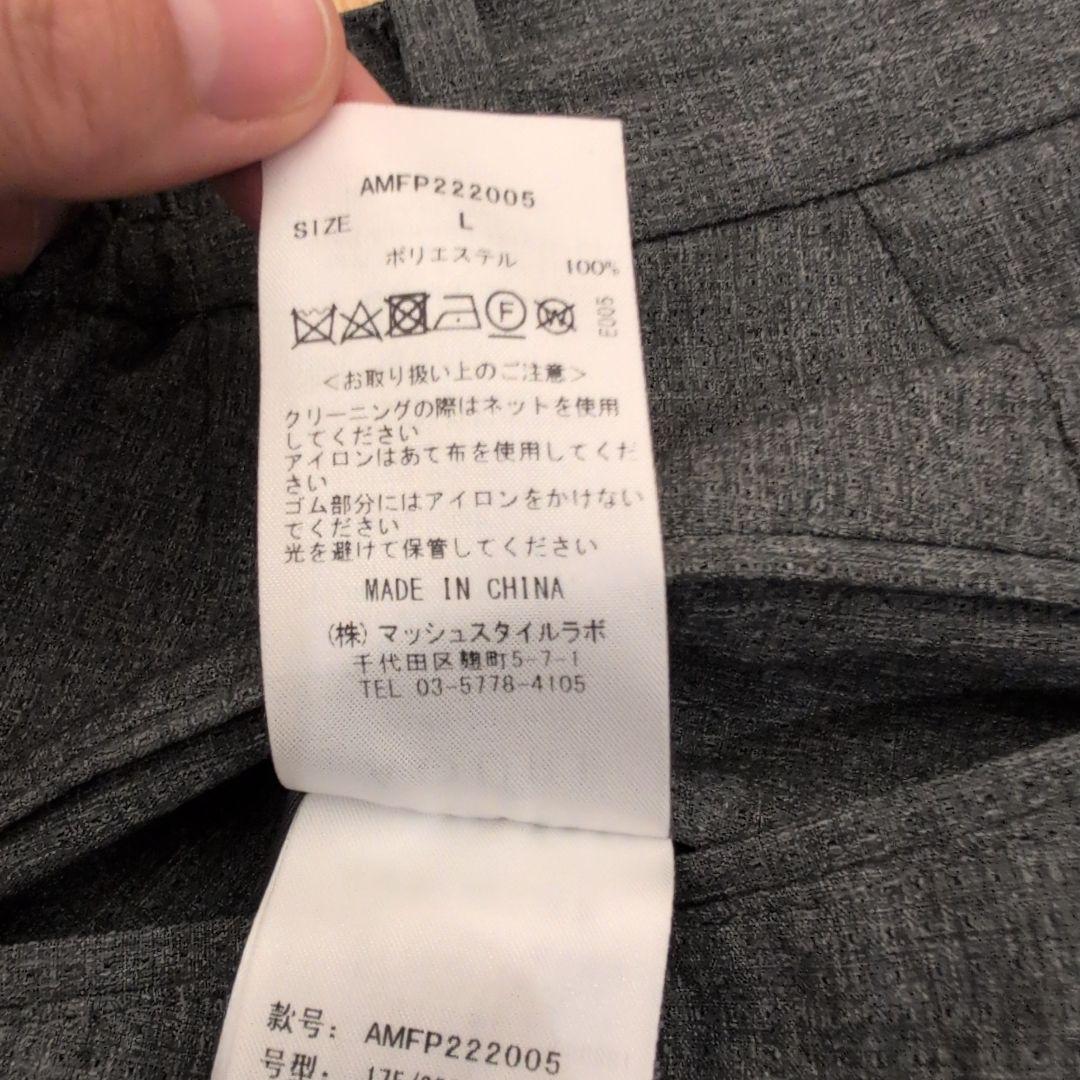 AMFP222005
SIZE L
ポリエステル 100%
F W E005
<お取り扱い上のご注意>
クリーニングの際はネットを使用
してください
アイロンはあて布を使用してくだ
さい
ゴム部分にはアイロンをかけない
でください
光を避けて保管してください
MADE IN CHINA
(株)マッシュスタイルラボ
千代田区麹町5-7-1
TEL 03-5778-4105
款号: AMFP222005
号型: